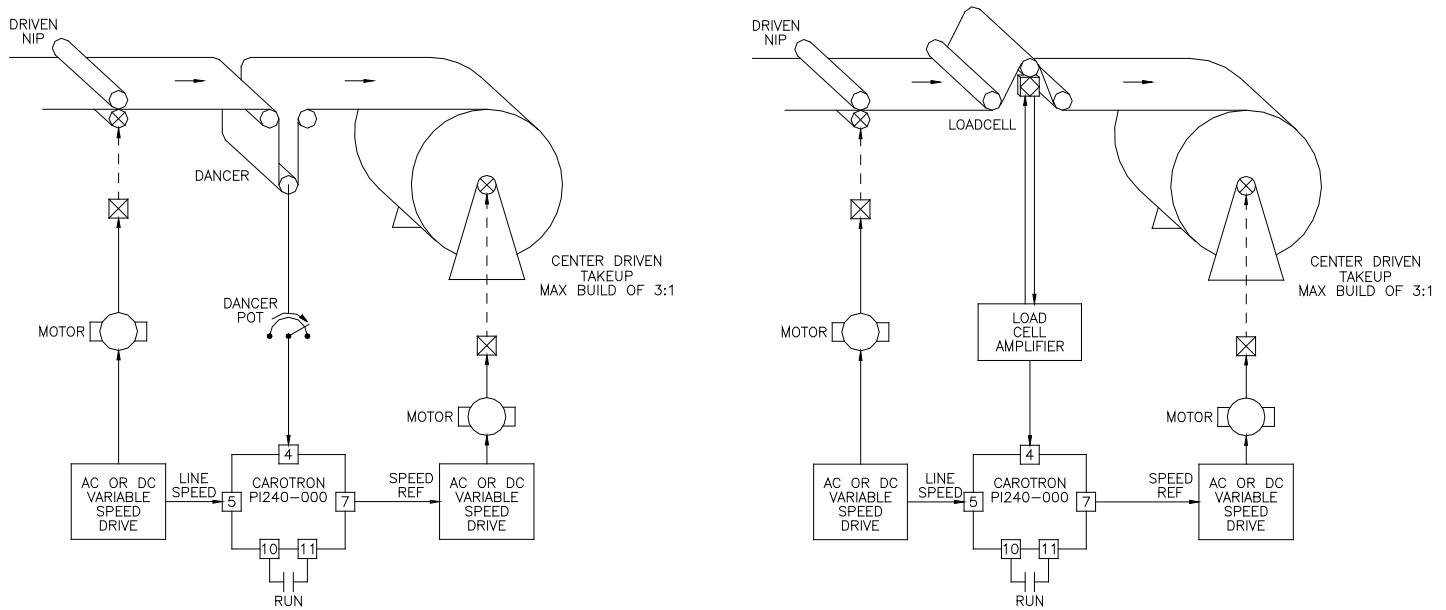 DRIVEN
NIP
DANCER
CENTER DRIVEN
TAKEUP
MAX BUILD OF 3:1
DANCER
POT
MOTOR
MOTOR
4
AC OR DC
VARIABLE
SPEED
DRIVE
LINE
SPEED
5
CAROTRON
PI240-000
7
SPEED
REF
AC OR DC
VARIABLE
SPEED
DRIVE
10
11
RUN
DRIVEN
NIP
LOADCELL
CENTER DRIVEN
TAKEUP
MAX BUILD OF 3:1
LOAD
CELL
AMPLIFIER
MOTOR
MOTOR
4
AC OR DC
VARIABLE
SPEED
DRIVE
LINE
SPEED
5
CAROTRON
PI240-000
7
SPEED
REF
AC OR DC
VARIABLE
SPEED
DRIVE
10
11
RUN